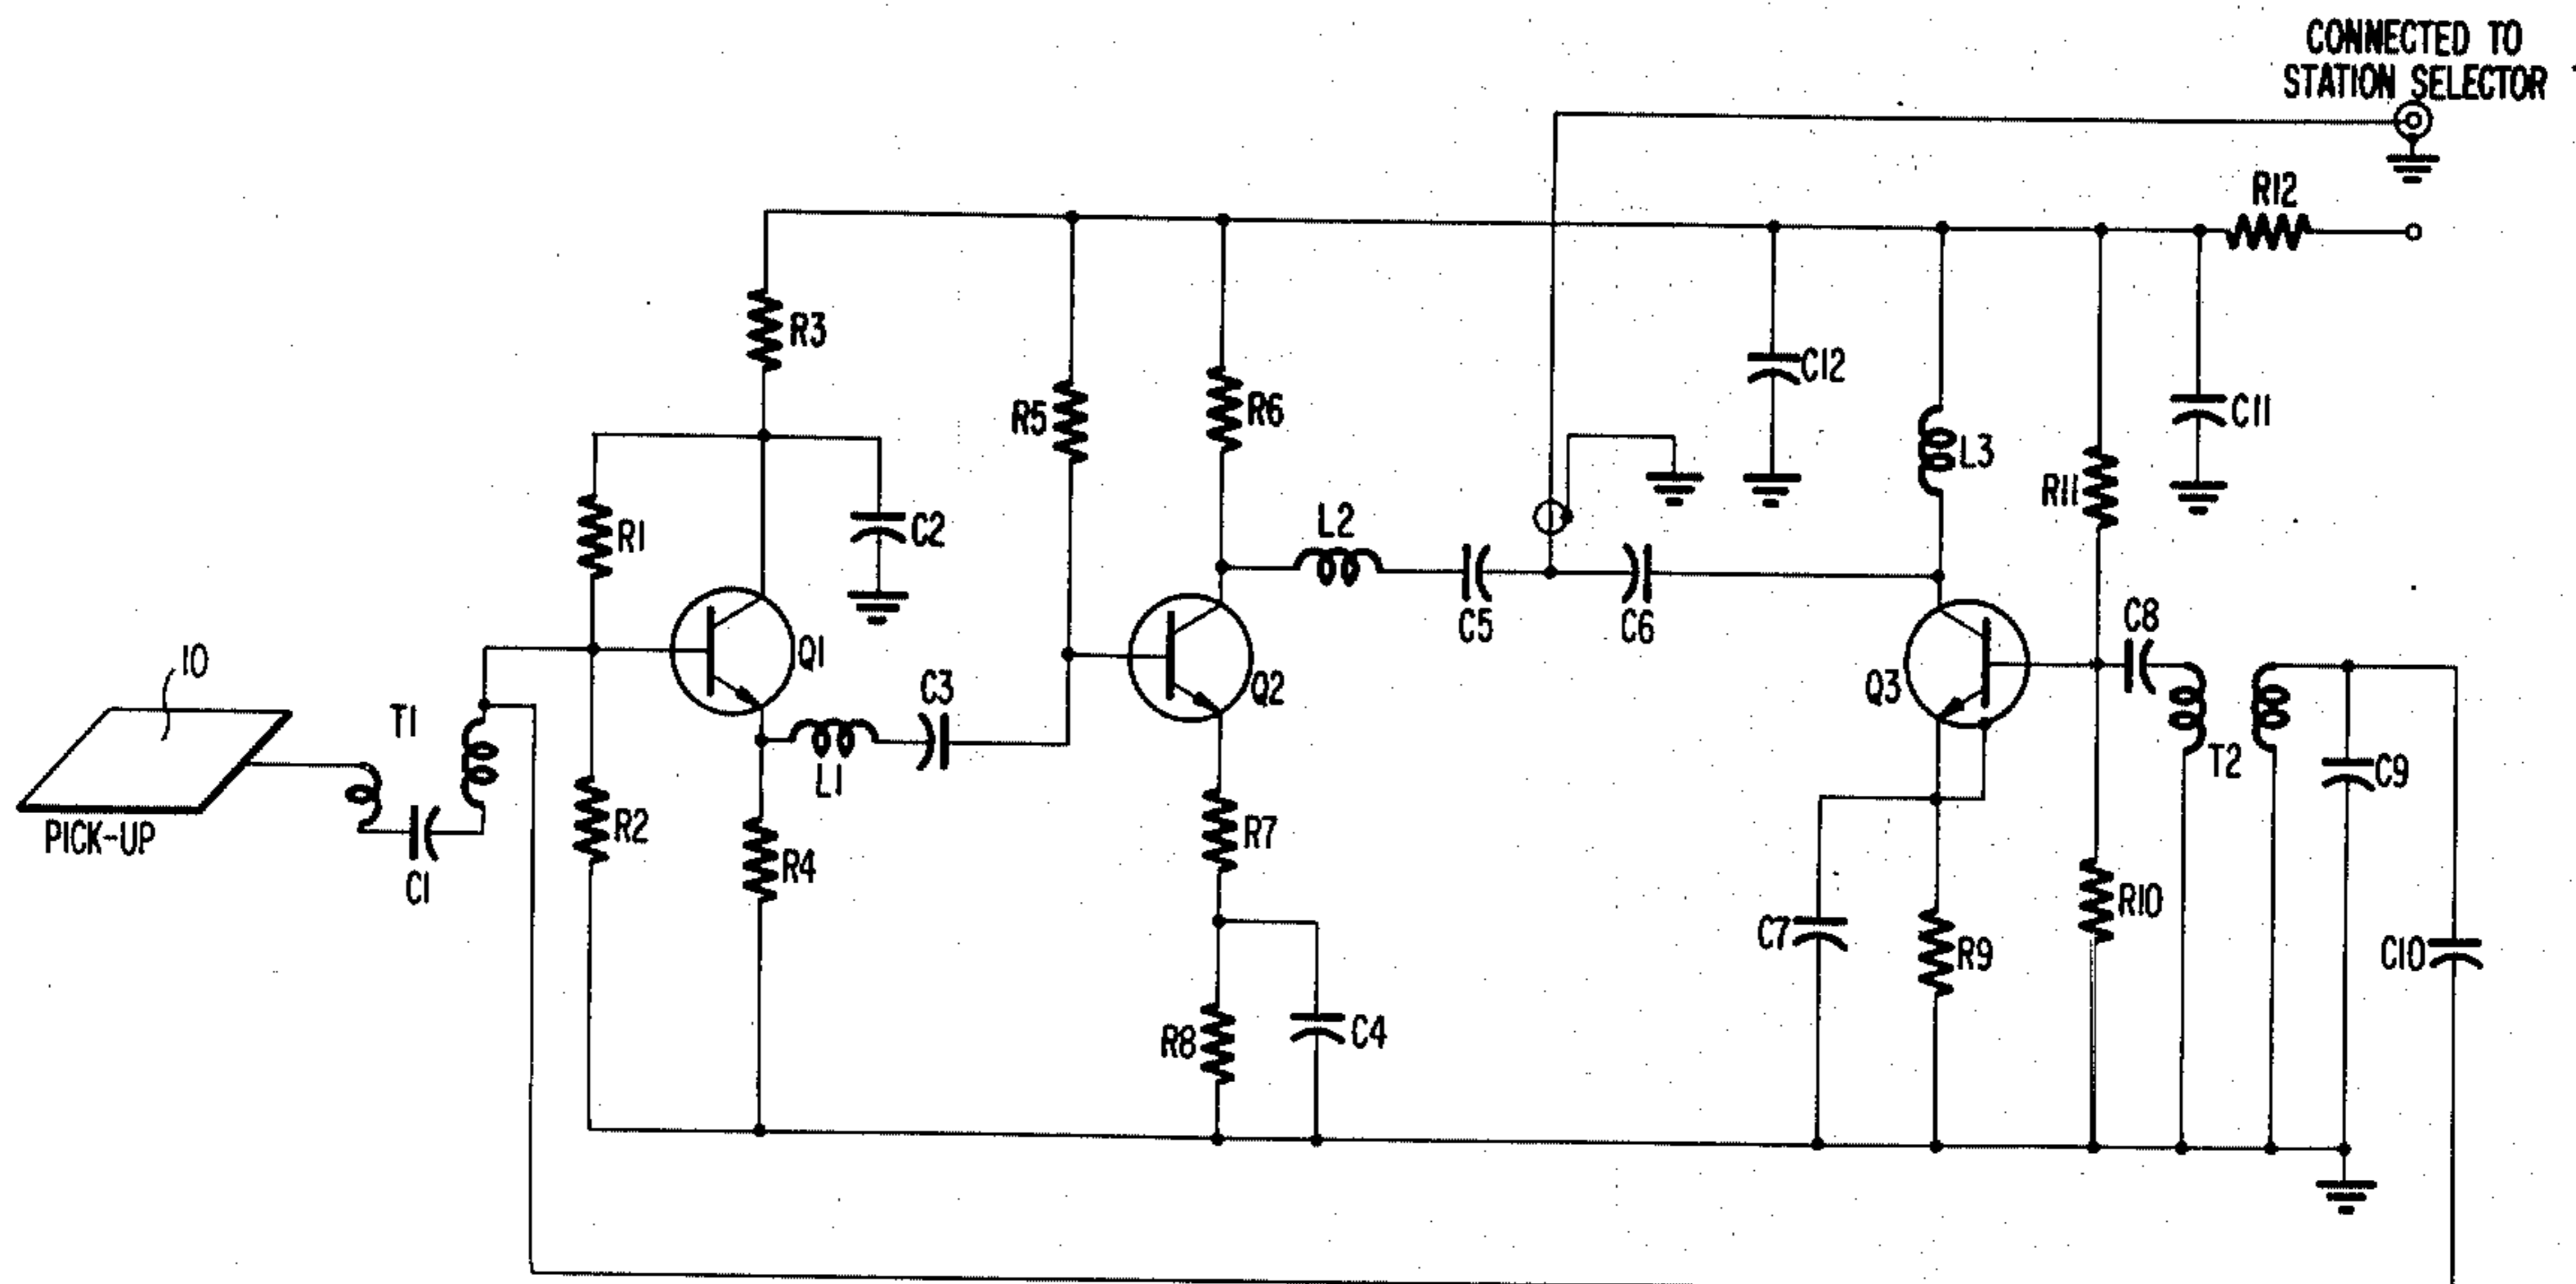 CONNECTED TO
STATION SELECTOR
R12
R3
R5
R6
C12
C11
L3
R11
R1
C2
L2
C5
C6
C8
10
Q1
C3
Q2
Q3
T1
L1
T2
C9
PICK-UP
C1
R2
R4
R7
R10
C7
R9
C10
R8
C4